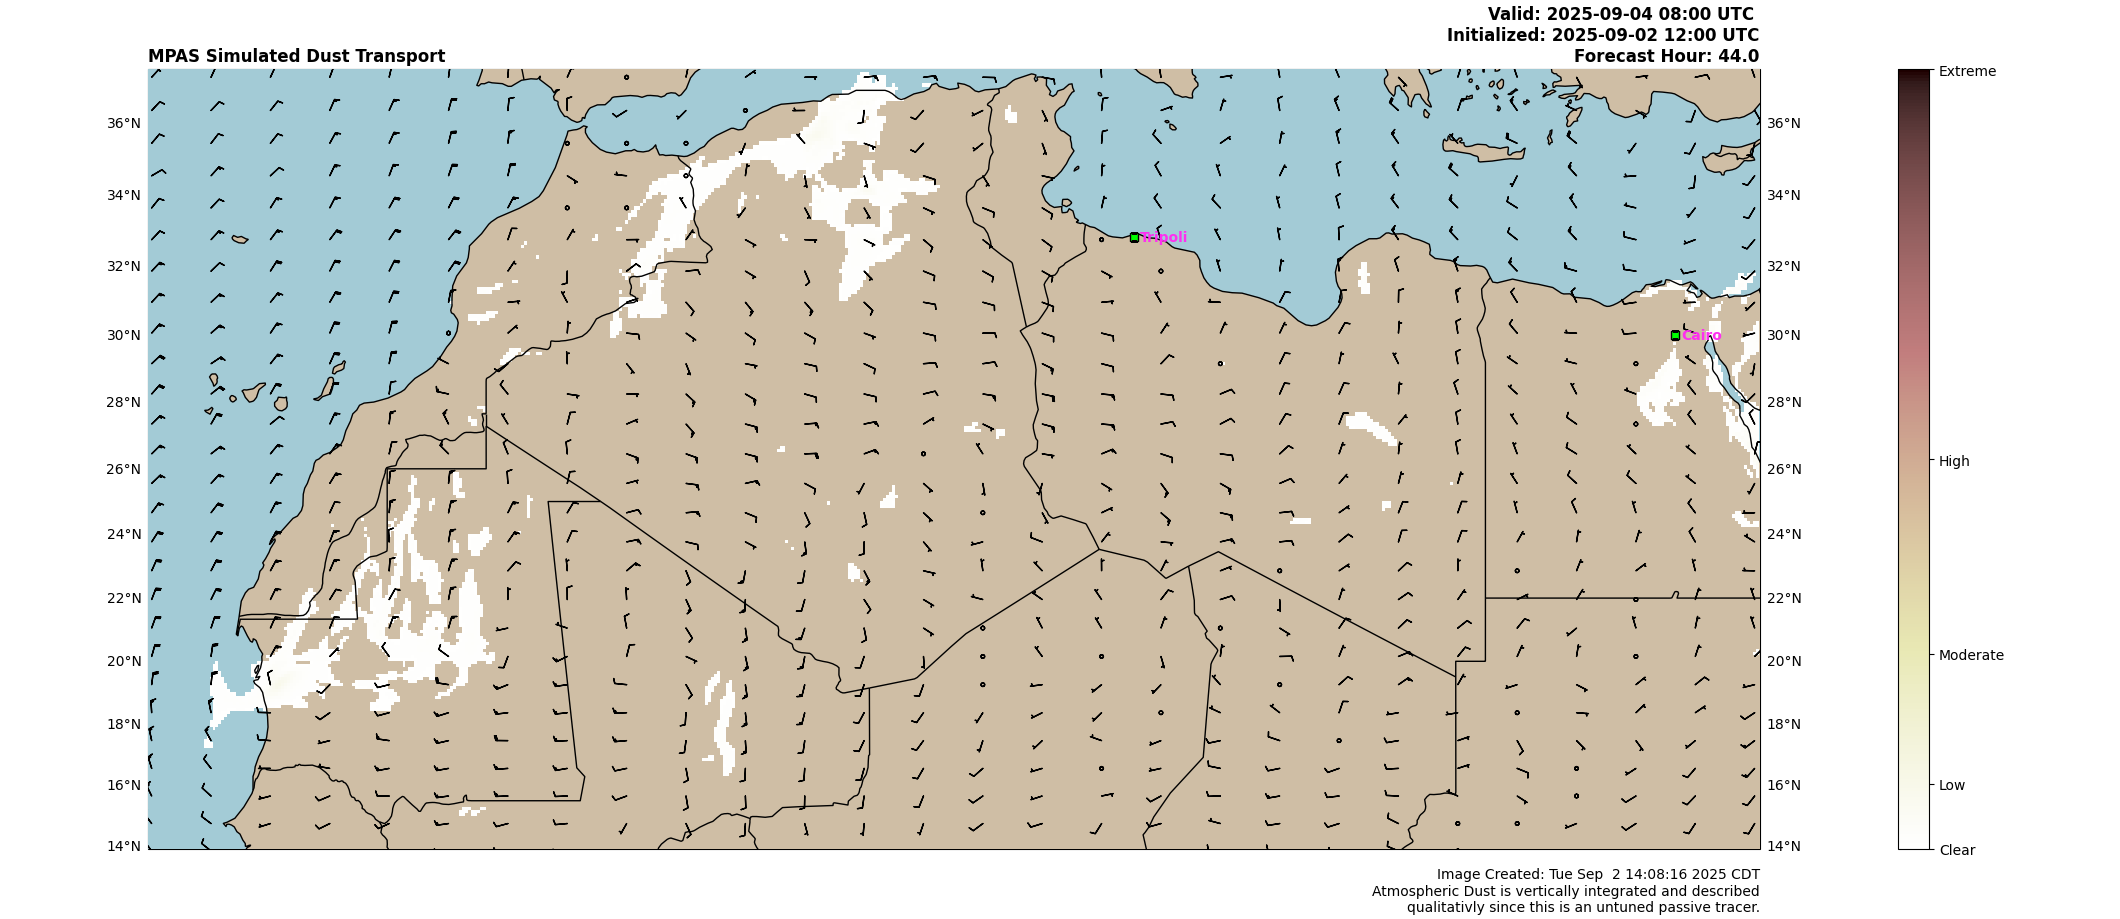 Valid: 2025-09-04 08:00 UTC
Initialized: 2025-09-02 12:00 UTC
MPAS Simulated Dust Transport
Forecast Hour: 44.0
Extreme
36°N
36°N
34°N
34°N
Tripoli
32°N
32°N
30°N
Cairo
30°N
28°N
28°N
26°N
26°N
High
24°N
24°N
22°N
22°N
20°N
20°N
Moderate
18°N
18°N
16°N
16°N
Low
14°N
14°N
Clear
Image Created: Tue Sep  2 14:08:16 2025 CDT
Atmospheric Dust is vertically integrated and described
qualitativly since this is an untuned passive tracer.